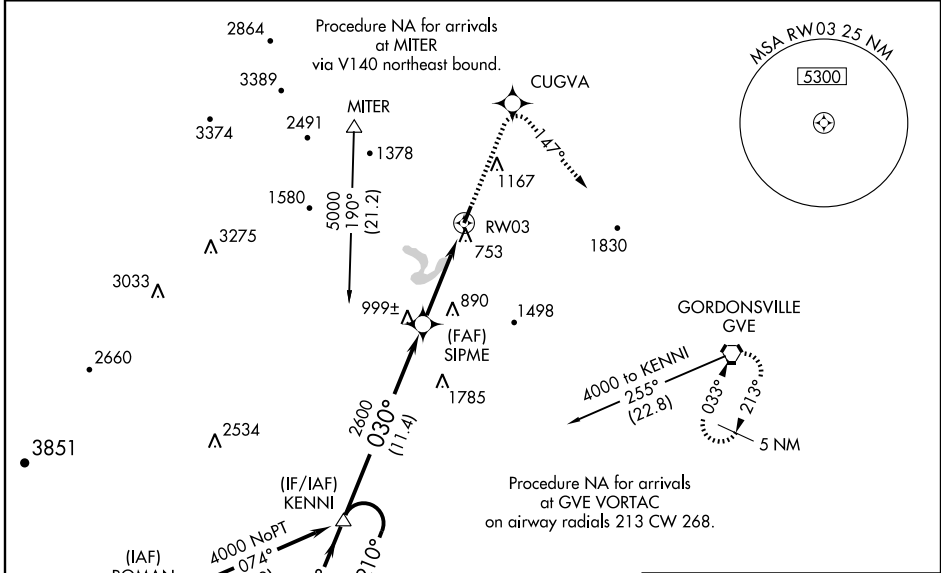 Procedure NA for arrivals
at MITER
via V140 northeast bound.
2864
3389
3374
2491
MITER
1378
CUGVA
MSA RW03 25 NM
5300
147°
1167
1580
5000
190°
(21.2)
RW03
753
1830
3275
3033
999±
890
1498
(FAF)
SIPME
GORDONSVILLE
GVE
2660
1785
4000 to KENNI
255°
(22.8)
033°
213°
5 NM
2600
030°
(11.4)
2534
3851
(IF/IAF)
KENNI
Procedure NA for arrivals
at GVE VORTAC
on airway radials 213 CW 268.
4000 NoPT
074°
(IAF)